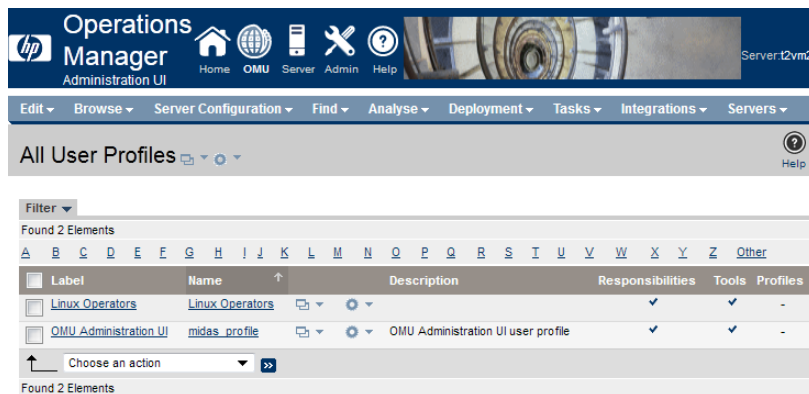 hp
Operations
Manager
Administration UI
Home OMU Server Admin Help
Server:t2vm2
Edit Browse Server Configuration Find Analyse Deployment Tasks Integrations Servers
All User Profiles
Help
Filter
Found 2 Elements
A B C D E F G H I J K L M N O P Q R S T U V W X Y Z Other
Label Name Description Responsibilities Tools Profiles
Linux Operators Linux Operators -
OMU Administration UI midas_profile OMU Administration UI user profile -
Choose an action >>
Found 2 Elements